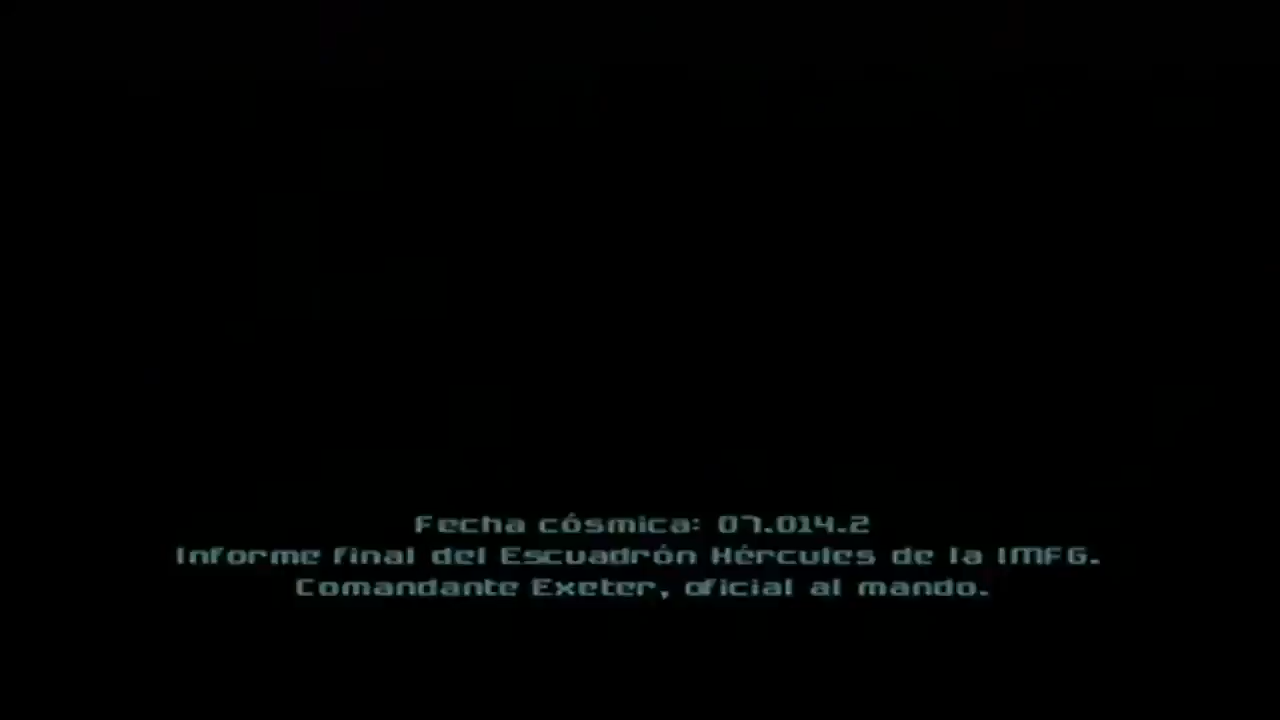 Fecha cósmica: 07.014.2
Informe final del Escuadrón Hércules de la IMFG.
Comandante Exeter, oficial al mando.